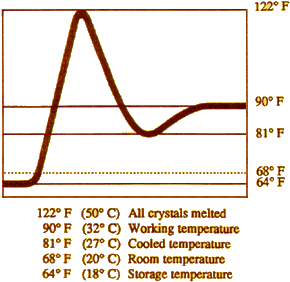 122° F
90° F
81° F
68° F
64° F
122° F (50° C) All crystals melted
90° F (32° C) Working temperature
81° F (27° C) Cooled temperature
68° F (20° C) Room temperature
64° F (18° C) Storage temperature